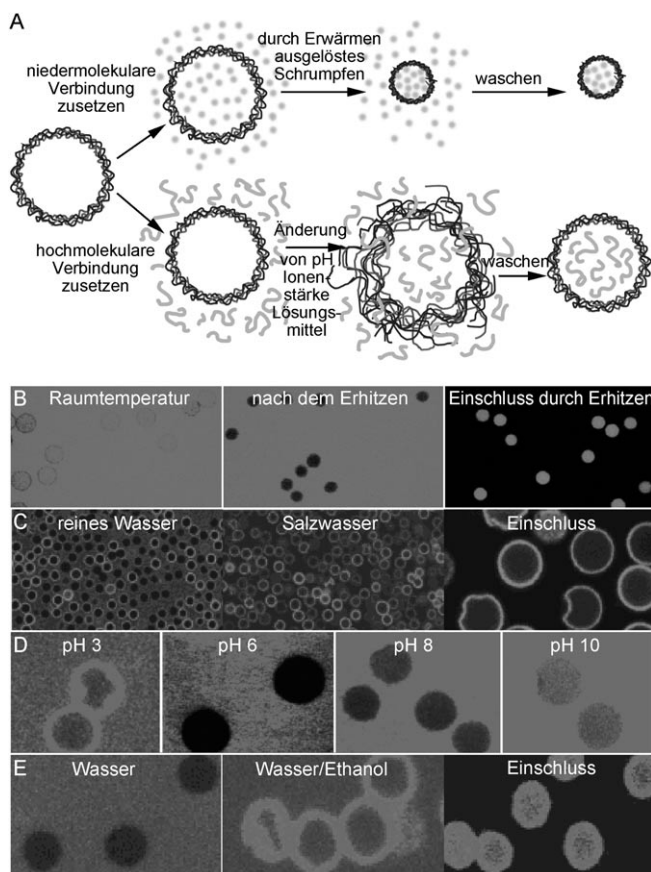 A
niedermolekulare
Verbindung
zusetzen
durch Erwärmen
ausgelöstes
Schrumpfen
waschen
hochmolekulare
Verbindung
zusetzen
Änderung
von pH
Ionen
stärke
Lösungs-
mittel
waschen
B Raumtemperatur nach dem Erhitzen Einschluss durch Erhitzen
C reines Wasser Salzwasser Einschluss
D pH 3 pH 6 pH 8 pH 10
E Wasser Wasser/Ethanol Einschluss